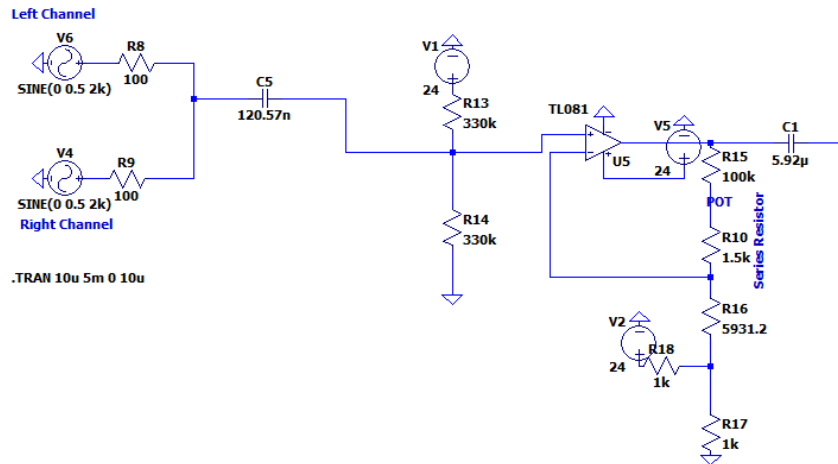 Left Channel
V6
R8
SINE(0 0.5 2k)
100
C5
120.57n
V4
R9
SINE(0 0.5 2k)
100
Right Channel
.TRAN 10u 5m 0 10u
V1
24
R13
330k
R14
330k
TL081
U5
V5
24
R15
100k
POT
R10
1.5k
Series Resistor
C1
5.92µ
R16
5931.2
V2
24
R18
1k
R17
1k